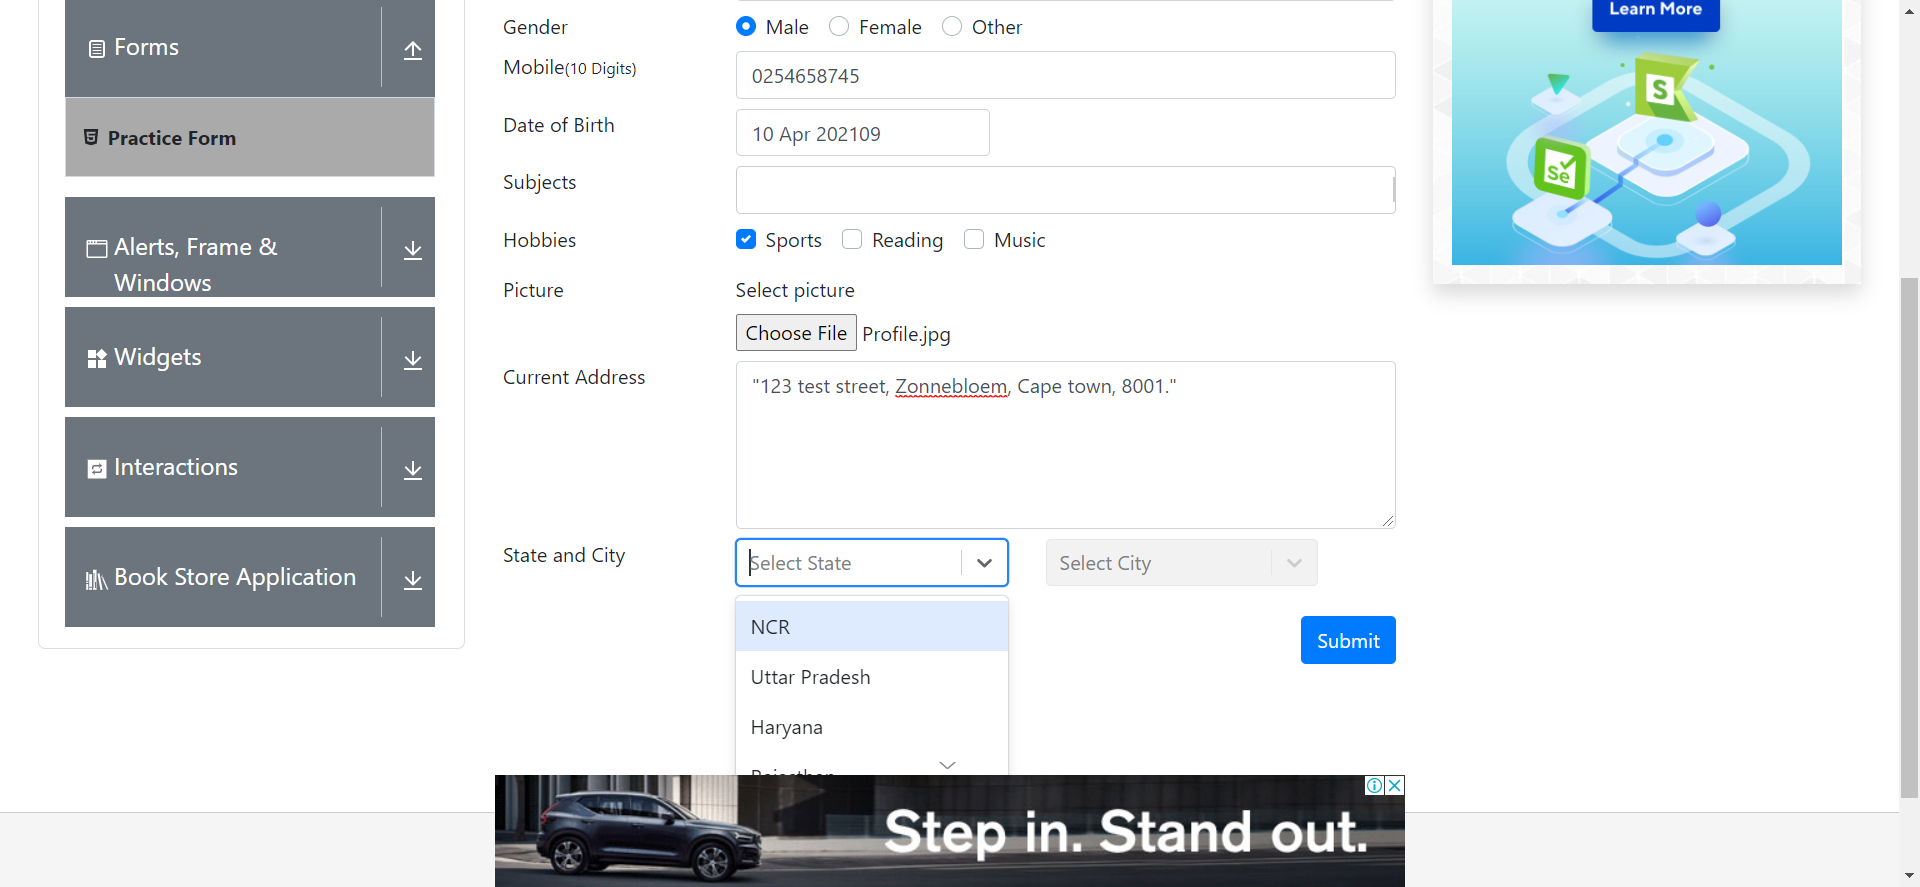 Forms
Practice Form
Alerts, Frame &
Windows
Widgets
Interactions
Book Store Application
Gender
Male
Female
Other
Mobile(10 Digits)
0254658745
Date of Birth
10 Apr 202109
Subjects
Hobbies
Sports
Reading
Music
Picture
Select picture
Choose File Profile.jpg
Current Address
"123 test street, Zonnebloem, Cape town, 8001."
State and City
Select State
Select City
NCR
Uttar Pradesh
Haryana
Rajasthan
Submit
Learn More
S
Se
Step in. Stand out.